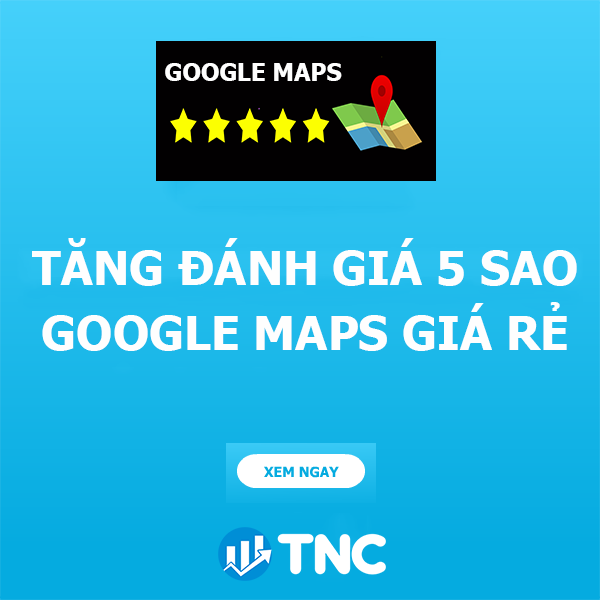 GOOGLE MAPS
TĂNG ĐÁNH GIÁ 5 SAO
GOOGLE MAPS GIÁ RẺ
XEM NGAY
TNC